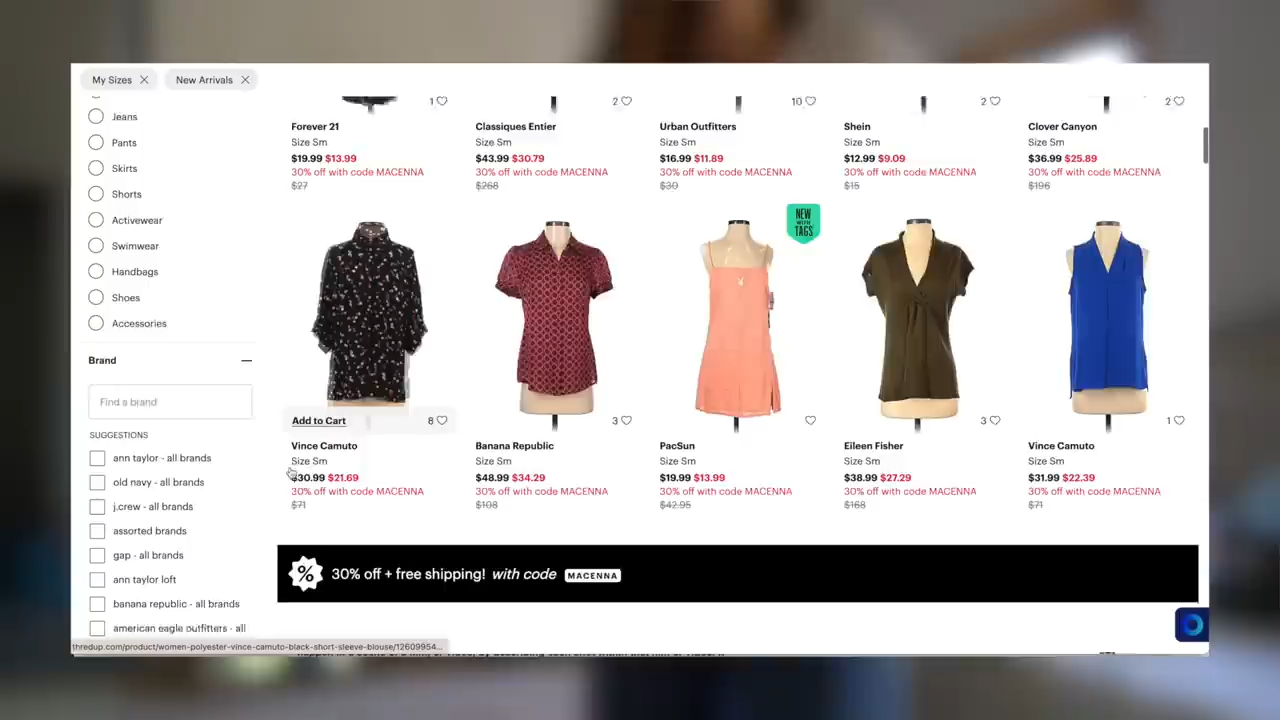 My Sizes
New Arrivals
Jeans
Pants
Skirts
Shorts
Activewear
Swimwear
Handbags
Shoes
Accessories
Brand
Find a brand
SUGGESTIONS
ann taylor - all brands
old navy - all brands
j.crew - all brands
assorted brands
gap - all brands
ann taylor loft
banana republic - all brands
american eagle outfitters - all
1
Forever 21
Size Sm
$19.99 $13.99
30% off with code MACENNA
$27
2
Classiques Entier
Size Sm
$43.99 $30.79
30% off with code MACENNA
$268
10
Urban Outfitters
Size Sm
$16.99 $11.89
30% off with code MACENNA
$30
2
Shein
Size Sm
$12.99 $9.09
30% off with code MACENNA
$15
2
Clover Canyon
Size Sm
$36.99 $25.89
30% off with code MACENNA
$196
Add to Cart
8
Vince Camuto
Size Sm
$30.99 $21.69
30% off with code MACENNA
$71
3
Banana Republic
Size Sm
$48.99 $34.29
30% off with code MACENNA
$108
NEW
WITH
TAGS
PacSun
Size Sm
$19.99 $13.99
30% off with code MACENNA
$42.95
3
Eileen Fisher
Size Sm
$38.99 $27.29
30% off with code MACENNA
$168
1
Vince Camuto
Size Sm
$31.99 $22.39
30% off with code MACENNA
$71
% 30% off + free shipping! with code MACENNA
thredup.com/product/women-polyester-vince-camuto-black-short-sleeve-blouse/12609954...